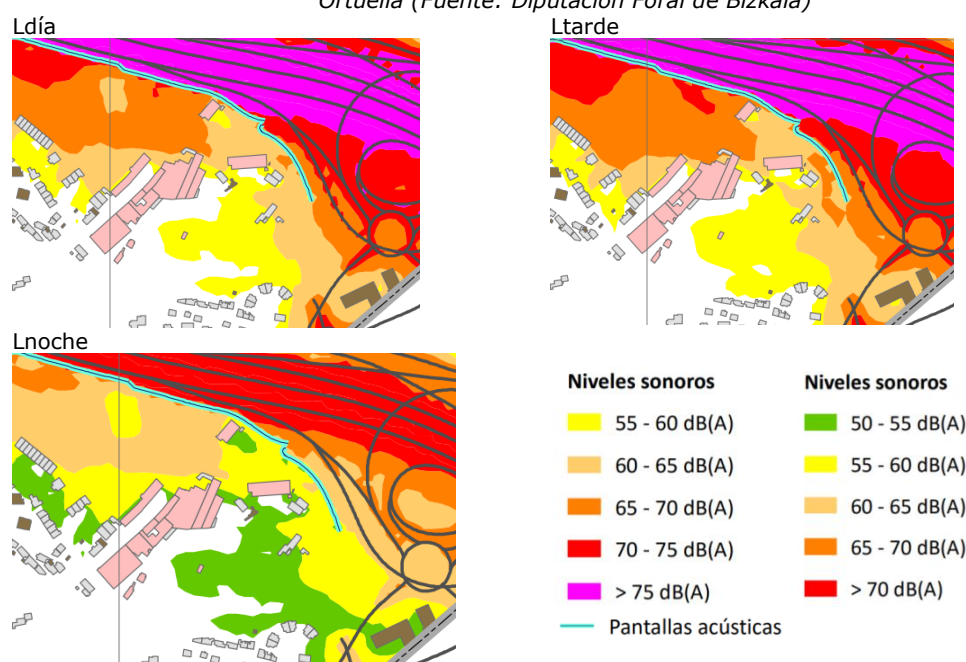 Ortuella (Fuente: Diputación Foral de Bizkaia)
Ldía
Ltarde
Lnoche
Niveles sonoros
55 - 60 dB(A)
60 - 65 dB(A)
65 - 70 dB(A)
70 - 75 dB(A)
> 75 dB(A)
Pantallas acústicas
Niveles sonoros
50 - 55 dB(A)
55 - 60 dB(A)
60 - 65 dB(A)
65 - 70 dB(A)
> 70 dB(A)